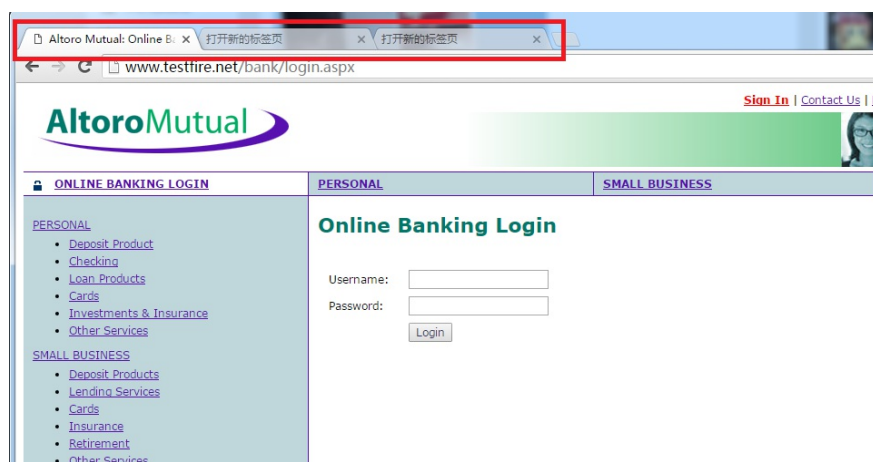 Altoro Mutual: Online B
打开新的标签页
打开新的标签页
www.testfire.net/bank/login.aspx
Sign In | Contact Us |
AltoroMutual
ONLINE BANKING LOGIN
PERSONAL
SMALL BUSINESS
PERSONAL
Deposit Product
Checking
Loan Products
Cards
Investments & Insurance
Other Services
SMALL BUSINESS
Deposit Products
Lending Services
Cards
Insurance
Retirement
Other Services
Online Banking Login
Username:
Password:
Login